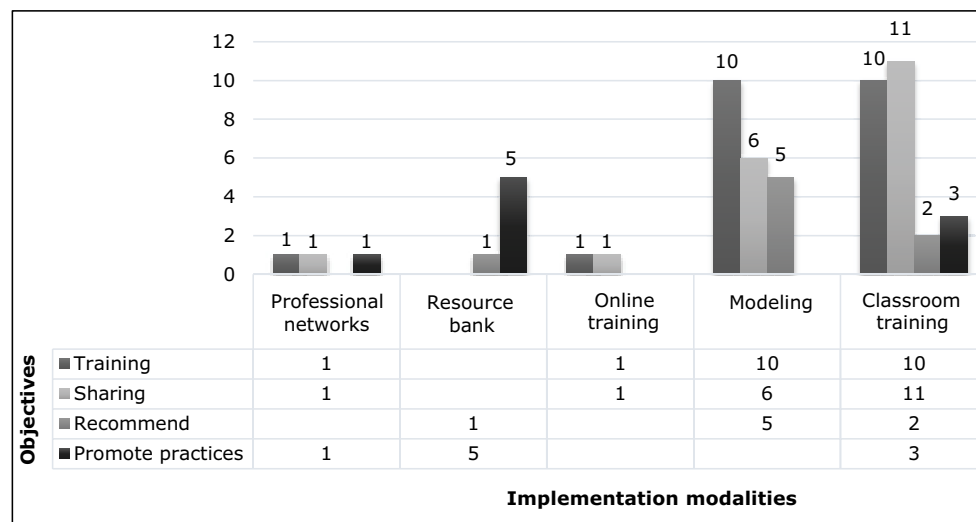 12
10
8
6
4
2
0
1 1 1
1 5
1 1
10 6 5
10 11 2 3
Professional networks
Resource bank
Online training
Modeling
Classroom training
Objectives
Training 1 1 10 10
Sharing 1 1 6 11
Recommend 1 5 2
Promote practices 1 5 3
Implementation modalities